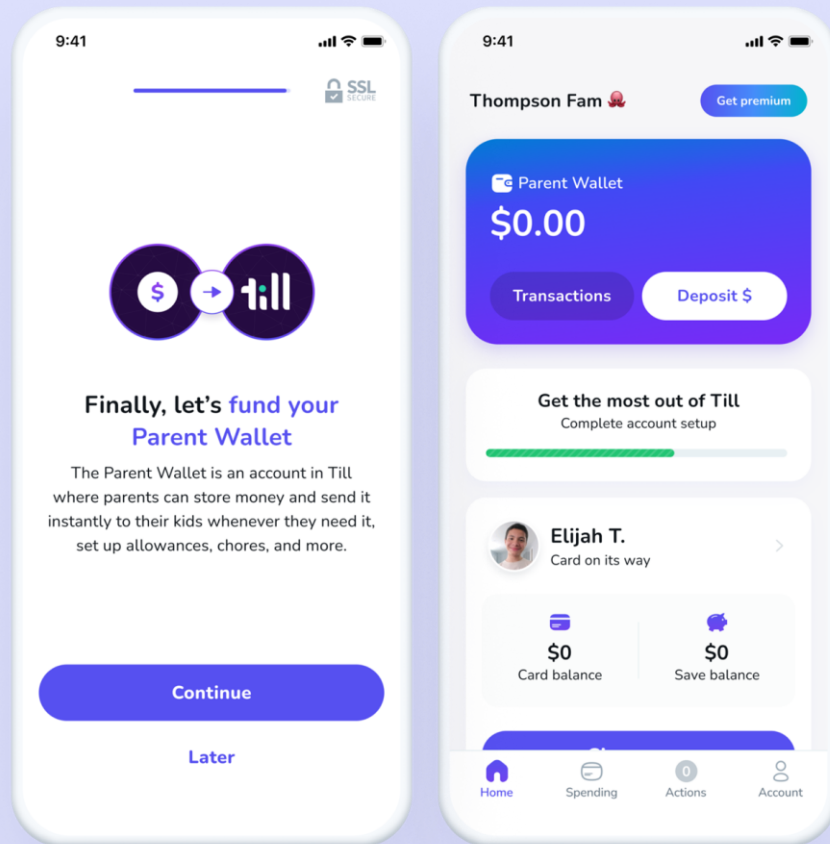 9:41
SSL
SECURE
$
till
Finally, let's fund your
Parent Wallet
The Parent Wallet is an account in Till
where parents can store money and send it
instantly to their kids whenever they need it,
set up allowances, chores, and more.
Continue
Later
9:41
Thompson Fam
Get premium
Parent Wallet
$0.00
Transactions
Deposit $
Get the most out of Till
Complete account setup
Elijah T.
Card on its way
$0
Card balance
$0
Save balance
Home
Spending
0
Actions
Account